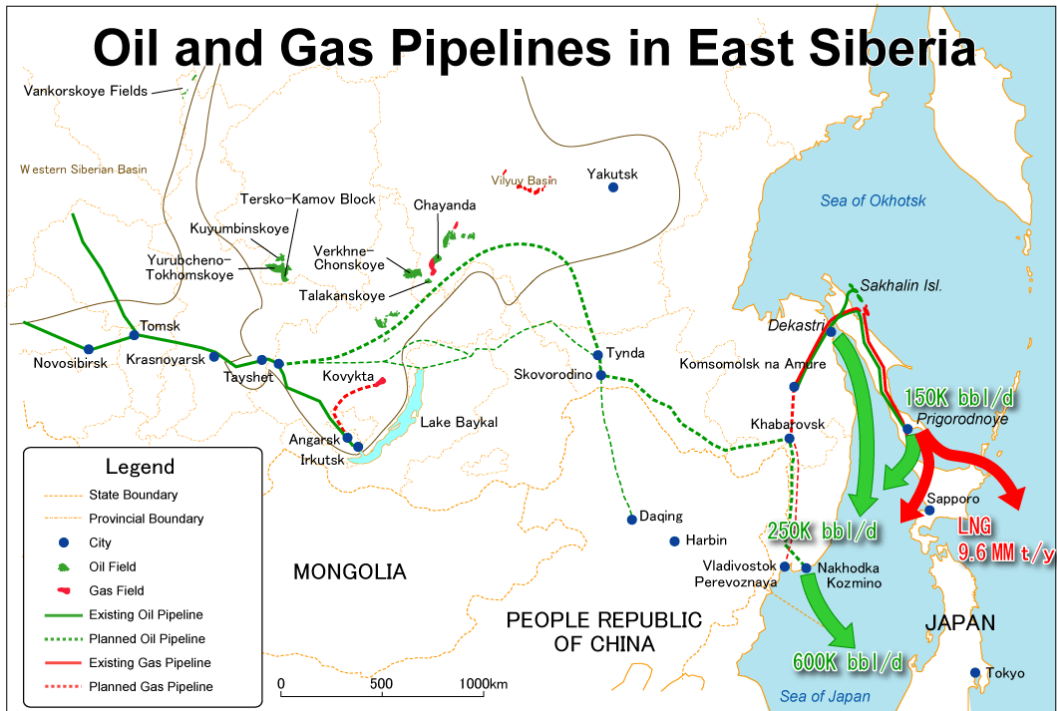 Oil and Gas Pipelines in East Siberia
Vankorskoye Fields
Western Siberian Basin
Tersko-Kamov Block
Kuyumbinskoye
Yurubcheno-
Tokhomskoye
Verkhne-
Chonskoye
Talakanskoye
Chayanda
Vilyuy Basin
Yakutsk
Sea of Okhotsk
Sakhalin Isl.
Dekastri
Tomsk
Novosibirsk
Krasnoyarsk
Tayshet
Kovykta
Angarsk
Irkutsk
Lake Baykal
Tynda
Skovorodino
Komsomolsk na Amure
Khabarovsk
150K bbl/d
Prigorodnoye
Sapporo
LNG
9.6 MM t/y
250K bbl/d
Daqing
Harbin
Vladivostok
Perevoznaya
Nakhodka
Kozmino
MONGOLIA
PEOPLE REPUBLIC
OF CHINA
JAPAN
600K bbl/d
Tokyo
Sea of Japan
Legend
State Boundary
Provincial Boundary
City
Oil Field
Gas Field
Existing Oil Pipeline
Planned Oil Pipeline
Existing Gas Pipeline
Planned Gas Pipeline
0 500 1000km